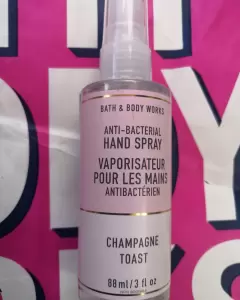 BATH & BODY WORKS
ANTI-BACTERIAL
HAND SPRAY
VAPORISATEUR
POUR LES MAINS
ANTIBACTÉRIEN
CHAMPAGNE
TOAST
88 ml/3 fl oz